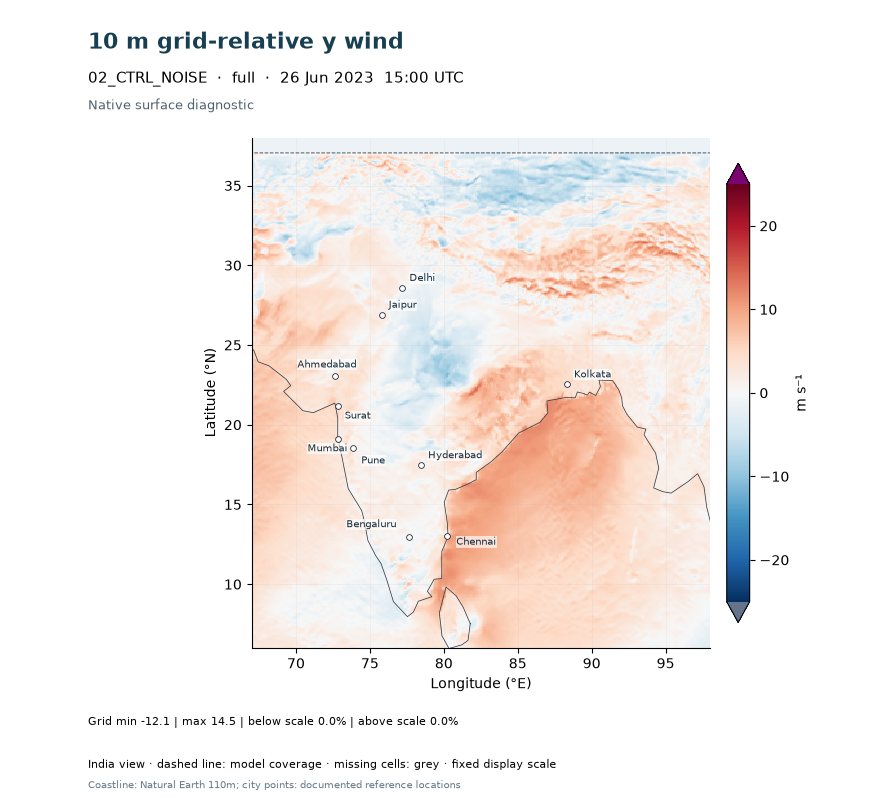 10 m grid-relative y wind
02_CTRL_NOISE · full · 26 Jun 2023 15:00 UTC
Native surface diagnostic
35
30
25
20
15
10
Latitude (°N)
70
75
80
85
90
95
Longitude (°E)
Delhi
Jaipur
Ahmedabad
Kolkata
Surat
Mumbai
Pune
Hyderabad
Bengaluru
Chennai
20
10
0
−10
−20
m s⁻¹
Grid min -12.1 | max 14.5 | below scale 0.0% | above scale 0.0%
India view · dashed line: model coverage · missing cells: grey · fixed display scale
Coastline: Natural Earth 110m; city points: documented reference locations